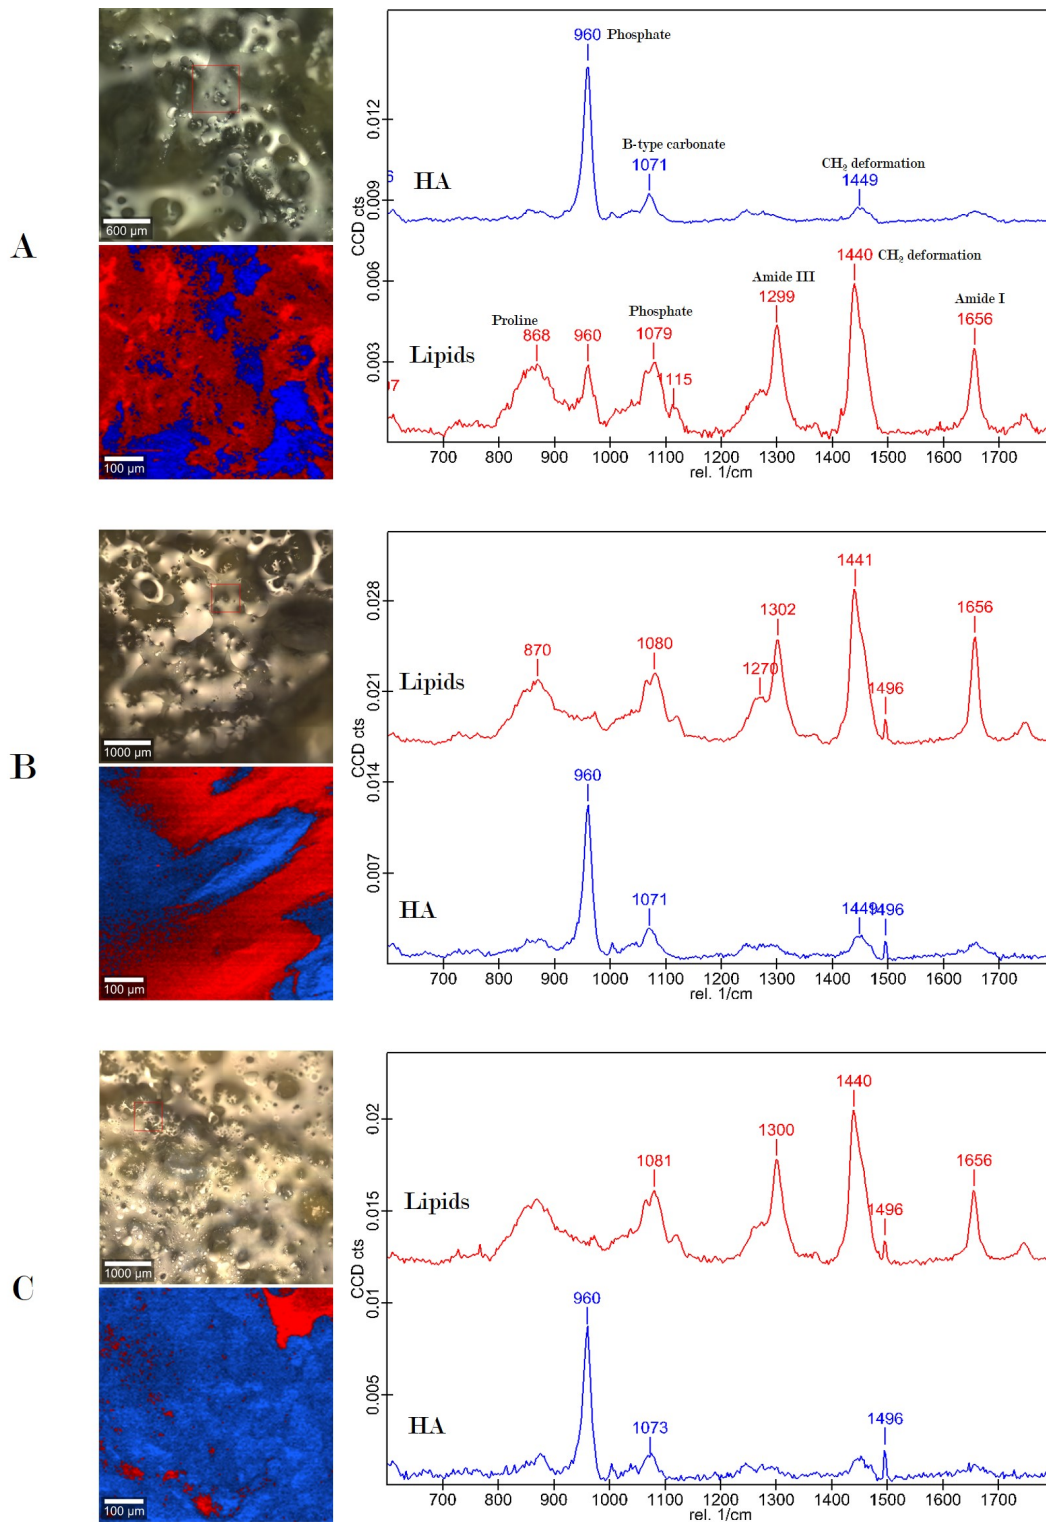 A
600 µm
100 µm
960 Phosphate
B-type carbonate
1071
CH₂ deformation
1449
HA
6
CCD cts
0.012
0.009
0.006
0.003
Lipids
Proline
868
960
Phosphate
1079
1115
Amide III
1299
1440 CH₂ deformation
Amide I
1656
700 800 900 1000 1100 1200 1300 1400 1500 1600 1700
rel. 1/cm
B
1000 µm
100 µm
Lipids
870
1080
1270
1302
1441
1496
1656
CCD cts
0.028
0.021
0.014
0.007
HA
960
1071
1449
1496
700 800 900 1000 1100 1200 1300 1400 1500 1600 1700
rel. 1/cm
C
1000 µm
100 µm
Lipids
1081
1300
1440
1496
1656
CCD cts
0.02
0.015
0.01
0.005
HA
960
1073
1496
700 800 900 1000 1100 1200 1300 1400 1500 1600 1700
rel. 1/cm